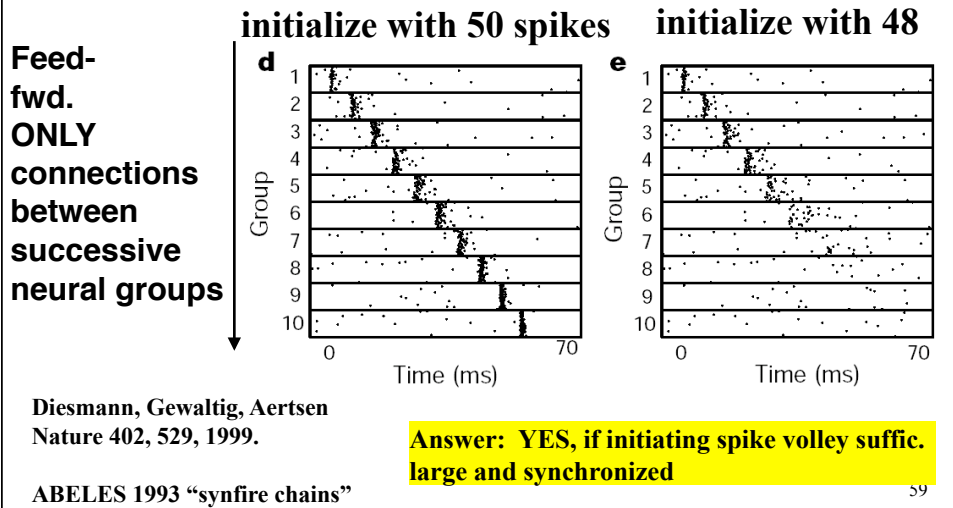 initialize with 50 spikes
initialize with 48
Feed-
fwd.
ONLY
connections
between
successive
neural groups
d
Group
1
2
3
4
5
6
7
8
9
10
0
70
Time (ms)
e
Group
1
2
3
4
5
6
7
8
9
10
0
70
Time (ms)
Diesmann, Gewaltig, Aertsen
Nature 402, 529, 1999.
ABELES 1993 “synfire chains”
Answer:  YES, if initiating spike volley suffic.
large and synchronized
59